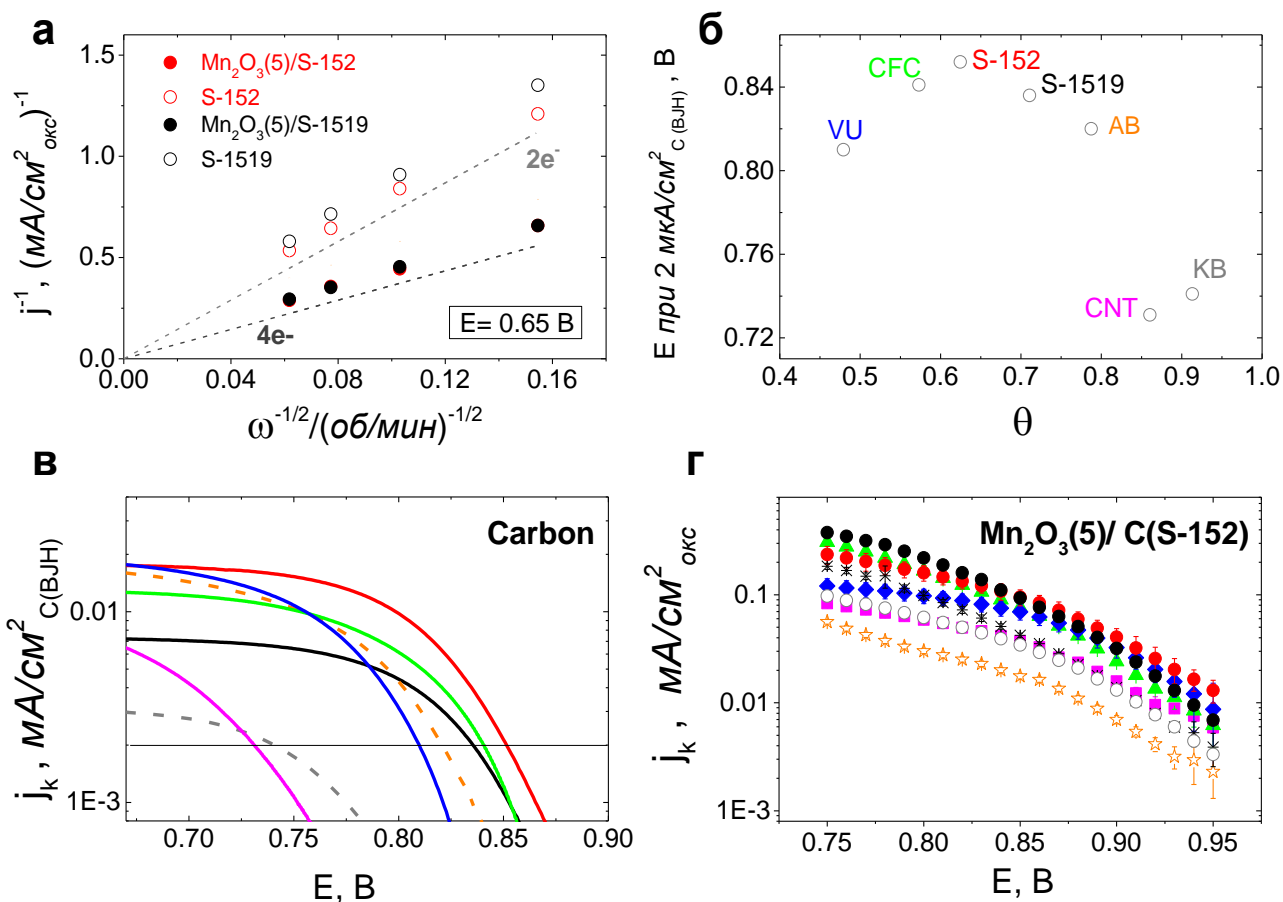 а
j⁻¹ , (мА/см²окс)⁻¹
1.5
1.0
0.5
0.0
Mn₂O₃(5)/S-152
S-152
Mn₂O₃(5)/S-1519
S-1519
2e⁻
4e-
E= 0.65 В
0.00 0.04 0.08 0.12 0.16
ω⁻¹/²/(об/мин)⁻¹/²
б
E при 2 мкА/см²C (BJH) , В
0.84
0.80
0.76
0.72
CFC
S-152
S-1519
VU
AB
KB
CNT
0.4 0.5 0.6 0.7 0.8 0.9 1.0
θ
в
jk , мА/см²C(BJH)
Carbon
0.01
1E-3
0.70 0.75 0.80 0.85 0.90
E, В
г
jk , мА/см²окс
Mn₂O₃(5)/ C(S-152)
0.1
0.01
1E-3
0.75 0.80 0.85 0.90 0.95
E, В